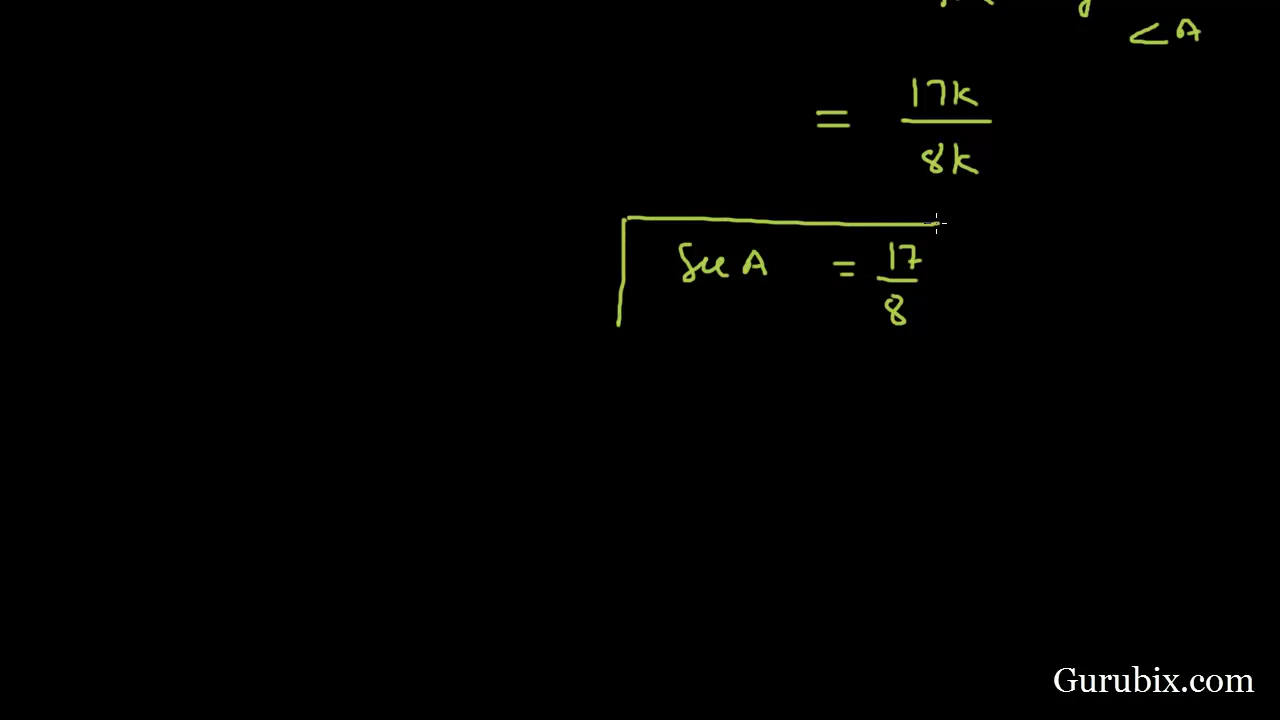 <A
= 17k
8k
Sec A = 17
8
Gurubix.com